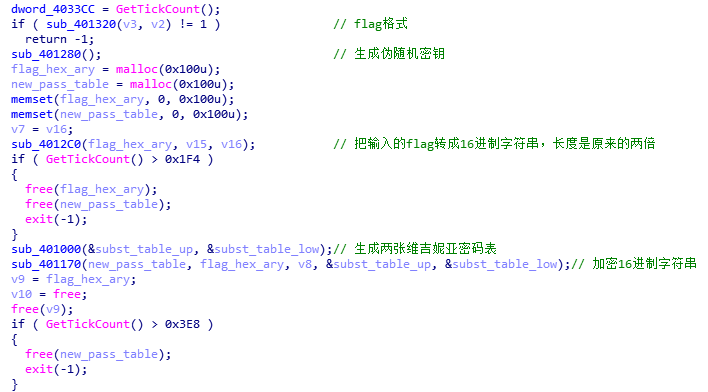 dword_4033CC = GetTickCount();
if ( sub_401320(v3, v2) != 1 ) // flag格式
return -1;
sub_401280(); // 生成伪随机密钥
flag_hex_ary = malloc(0x100u);
new_pass_table = malloc(0x100u);
memset(flag_hex_ary, 0, 0x100u);
memset(new_pass_table, 0, 0x100u);
v7 = v16;
sub_4012C0(flag_hex_ary, v15, v16); // 把输入的flag转成16进制字符串，长度是原来的两倍
if ( GetTickCount() > 0x1F4 )
{
free(flag_hex_ary);
free(new_pass_table);
exit(-1);
}
sub_401000(&subst_table_up, &subst_table_low);// 生成两张维吉妮亚密码表
sub_401170(new_pass_table, flag_hex_ary, v8, &subst_table_up, &subst_table_low);// 加密16进制字符串
v9 = flag_hex_ary;
v10 = free;
free(v9);
if ( GetTickCount() > 0x3E8 )
{
free(new_pass_table);
exit(-1);
}